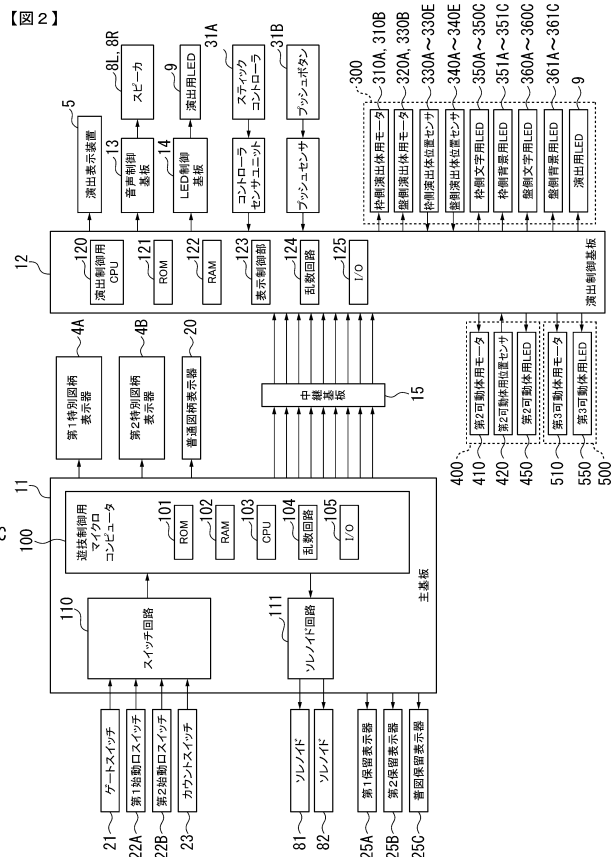 【図2】
5
演出表示装置
8L, 8R
スピーカ
13
音声制御
基板
9
演出用LED
14
LED制御
基板
31A
スティック
コントローラ
コントローラ
センサユニット
31B
プッシュボタン
プッシュセンサ
300
310A, 310B
枠側演出体用モータ
320A, 330B
盤側演出体用モータ
330A～330E
枠側演出体位置センサ
340A～340E
盤側演出体位置センサ
350A～350C
枠側文字用LED
351A～351C
枠側背景用LED
360A～360C
盤側文字用LED
361A～361C
盤側背景用LED
9
演出用LED
12
120
演出制御用
CPU
121
ROM
122
RAM
123
表示制御部
124
乱数回路
125
I/O
演出制御基板
4A
第1特別図柄
表示器
4B
第2特別図柄
表示器
20
普通図柄表示器
中継
基板
15
400
第2可動体用モータ
410
第2可動体用位置センサ
420
第2可動体用LED
450
第3可動体用モータ
510
第3可動体用LED
550
500
11
100
遊技制御用
マイクロ
コンピュータ
101
ROM
102
RAM
103
CPU
104
乱数回路
105
I/O
110
スイッチ回路
111
ソレノイド回路
主基板
ゲートスイッチ
21
第1始動口スイッチ
22A
第2始動口スイッチ
22B
カウントスイッチ
23
ソレノイド
81
ソレノイド
82
第1保留表示器
25A
第2保留表示器
25B
普図保留表示器
25C